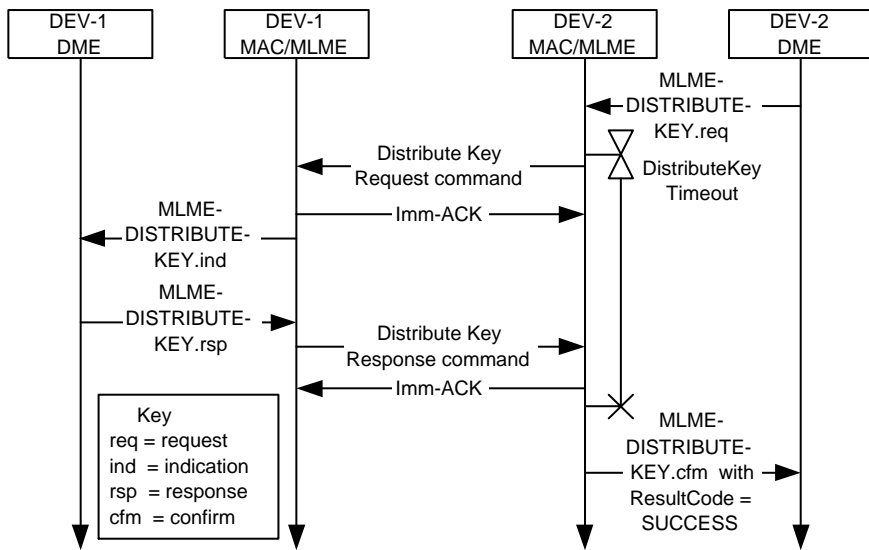 DEV-1
DME
DEV-1
MAC/MLME
DEV-2
MAC/MLME
DEV-2
DME
MLME-
DISTRIBUTE-
KEY.req
Distribute Key
Request command
DistributeKey
Timeout
Imm-ACK
MLME-
DISTRIBUTE-
KEY.ind
MLME-
DISTRIBUTE-
KEY.rsp
Distribute Key
Response command
Imm-ACK
Key
req = request
ind = indication
rsp = response
cfm = confirm
MLME-
DISTRIBUTE-
KEY.cfm with
ResultCode =
SUCCESS